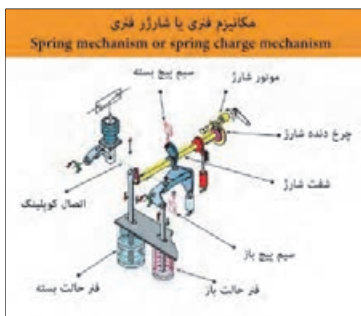 مکانیزم فنری یا شارژر فنری
Spring mechanism or spring charge mechanism
سیم پیچ بسته
موتور شارژ
چرخ دنده شارژ
شفت شارژ
اتصال کوپلینگ
سیم پیچ باز
فنر حالت بسته
فنر حالت باز